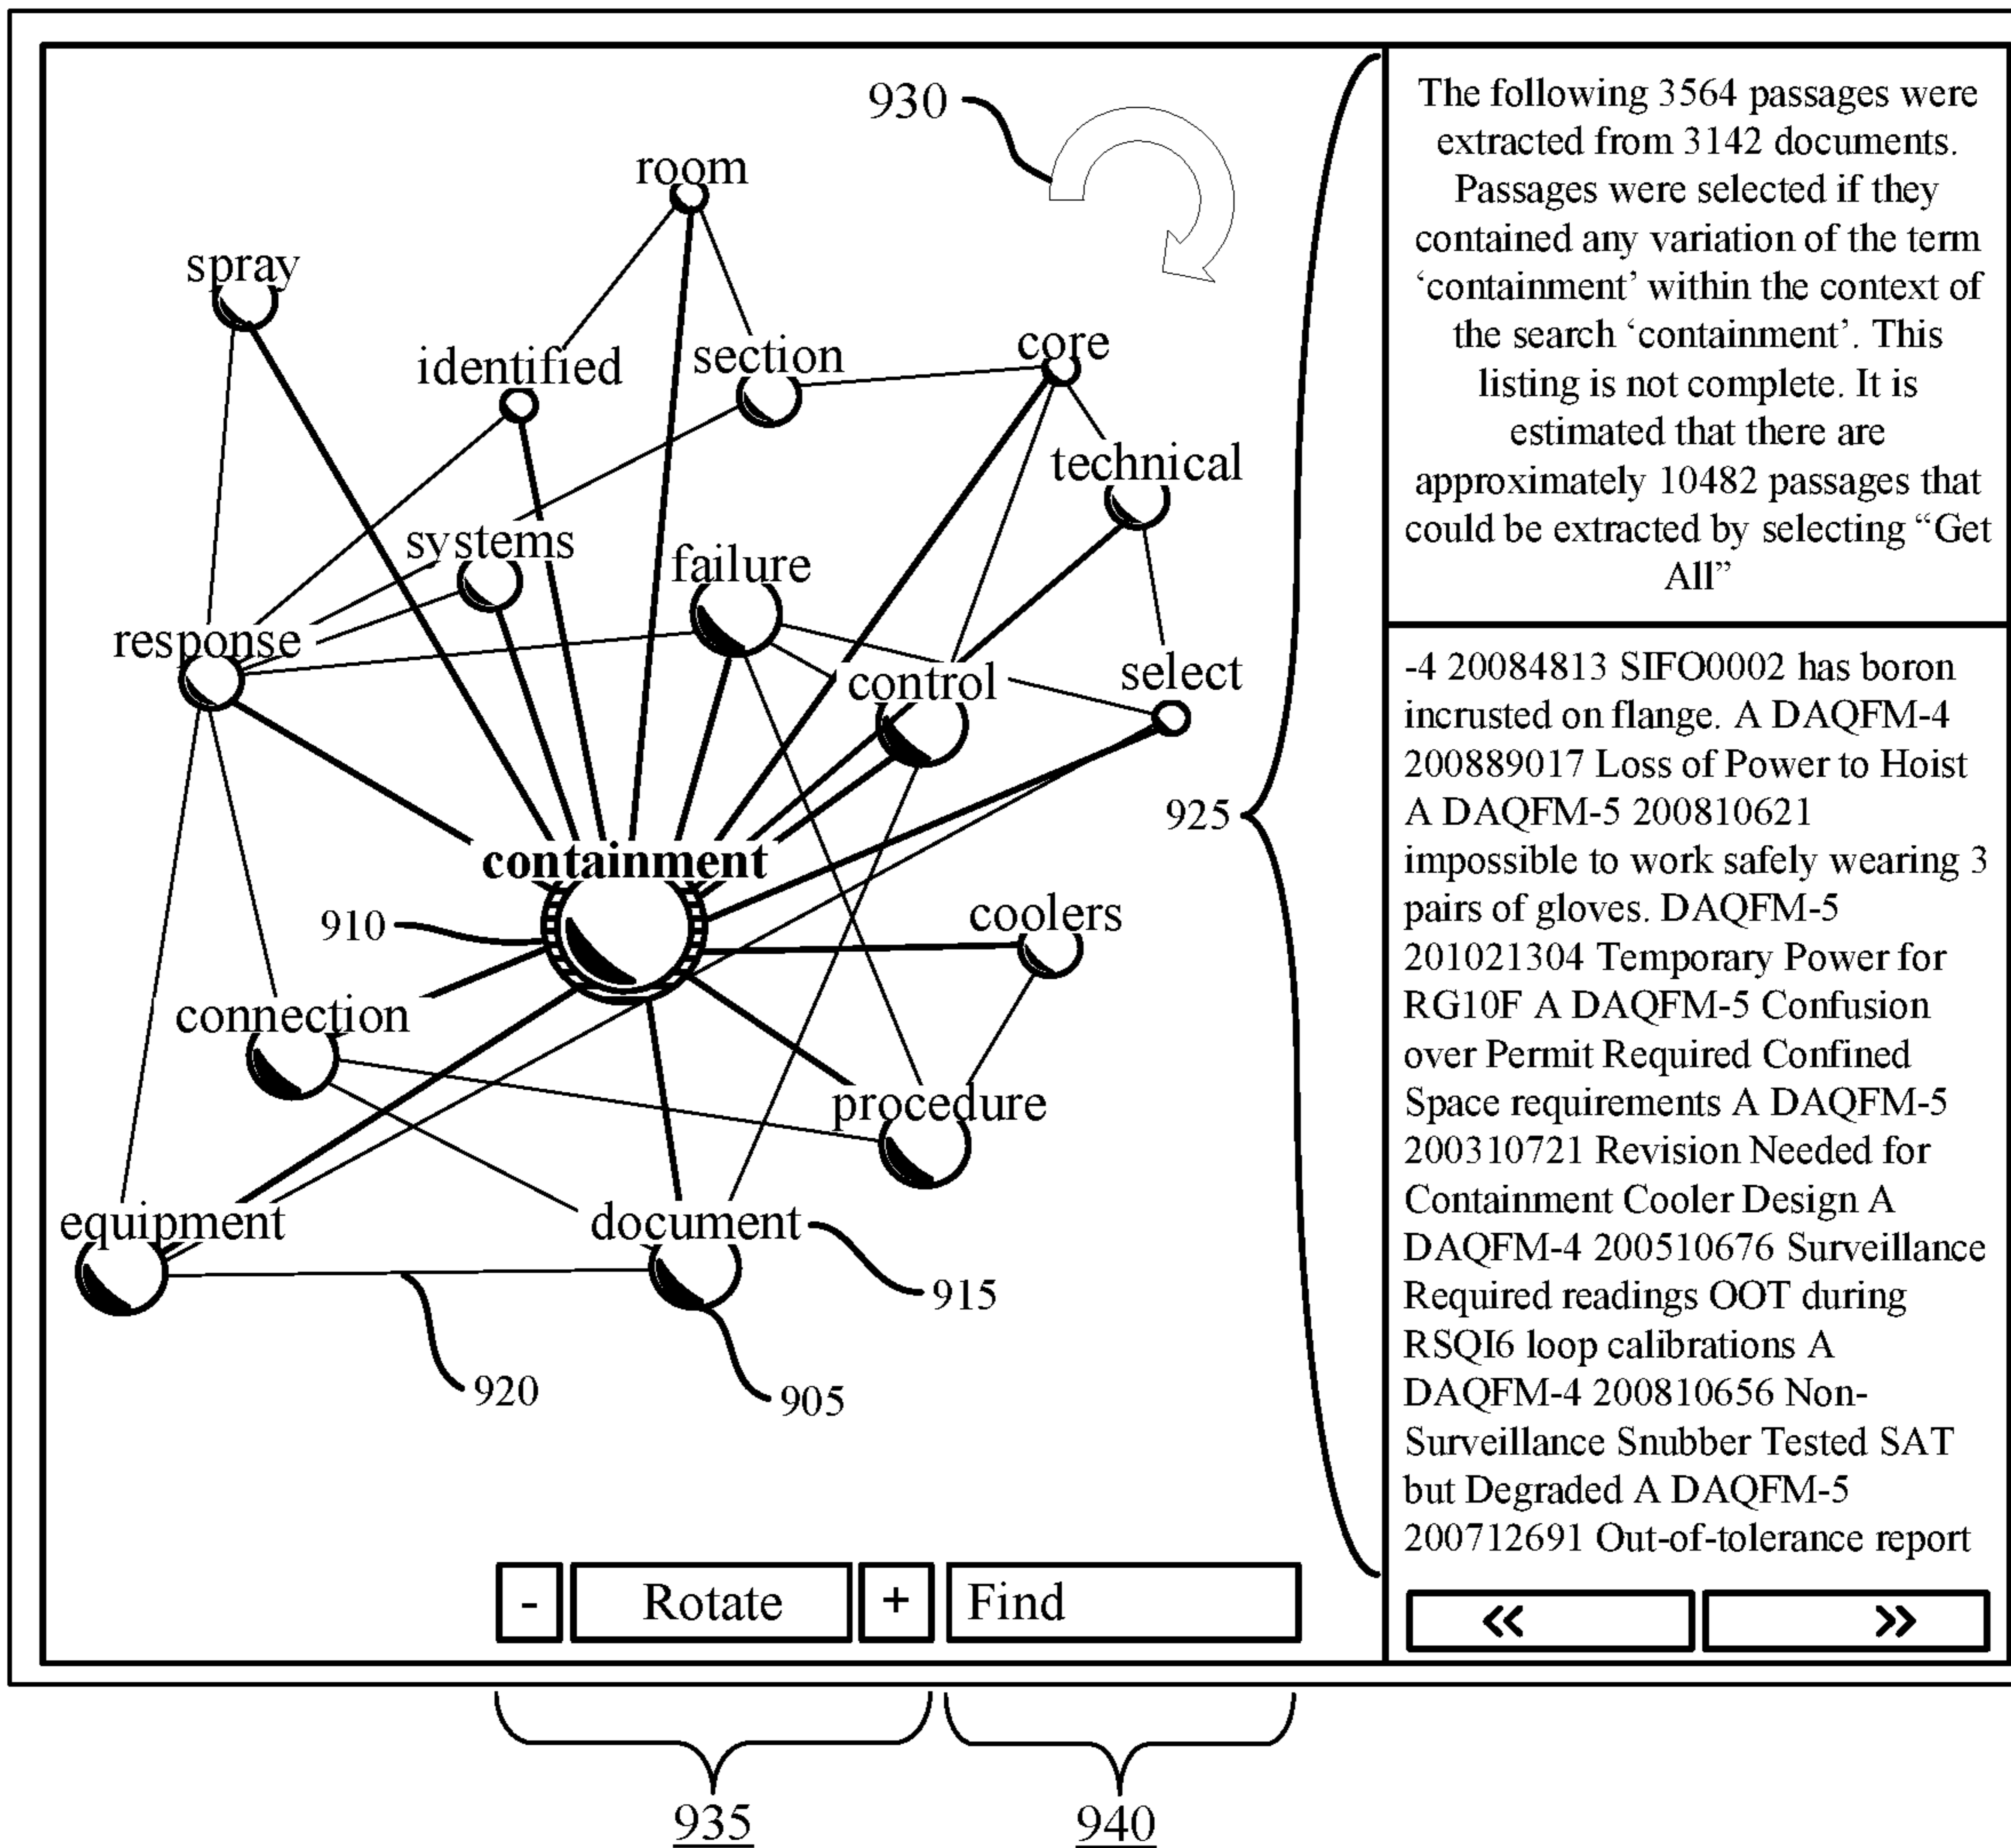 930
room
spray
identified
section
core
technical
systems
failure
response
control
select
925
containment
910
coolers
connection
procedure
equipment
document
915
920
905
-
Rotate
+
Find
The following 3564 passages were
extracted from 3142 documents.
Passages were selected if they
contained any variation of the term
‘containment’ within the context of
the search ‘containment’. This
listing is not complete. It is
estimated that there are
approximately 10482 passages that
could be extracted by selecting “Get
All”
-4 20084813 SIFO0002 has boron
incrusted on flange. A DAQFM-4
200889017 Loss of Power to Hoist
A DAQFM-5 200810621
impossible to work safely wearing 3
pairs of gloves. DAQFM-5
201021304 Temporary Power for
RG10F A DAQFM-5 Confusion
over Permit Required Confined
Space requirements A DAQFM-5
200310721 Revision Needed for
Containment Cooler Design A
DAQFM-4 200510676 Surveillance
Required readings OOT during
RSQI6 loop calibrations A
DAQFM-4 200810656 Non-
Surveillance Snubber Tested SAT
but Degraded A DAQFM-5
200712691 Out-of-tolerance report
«
»
935
940